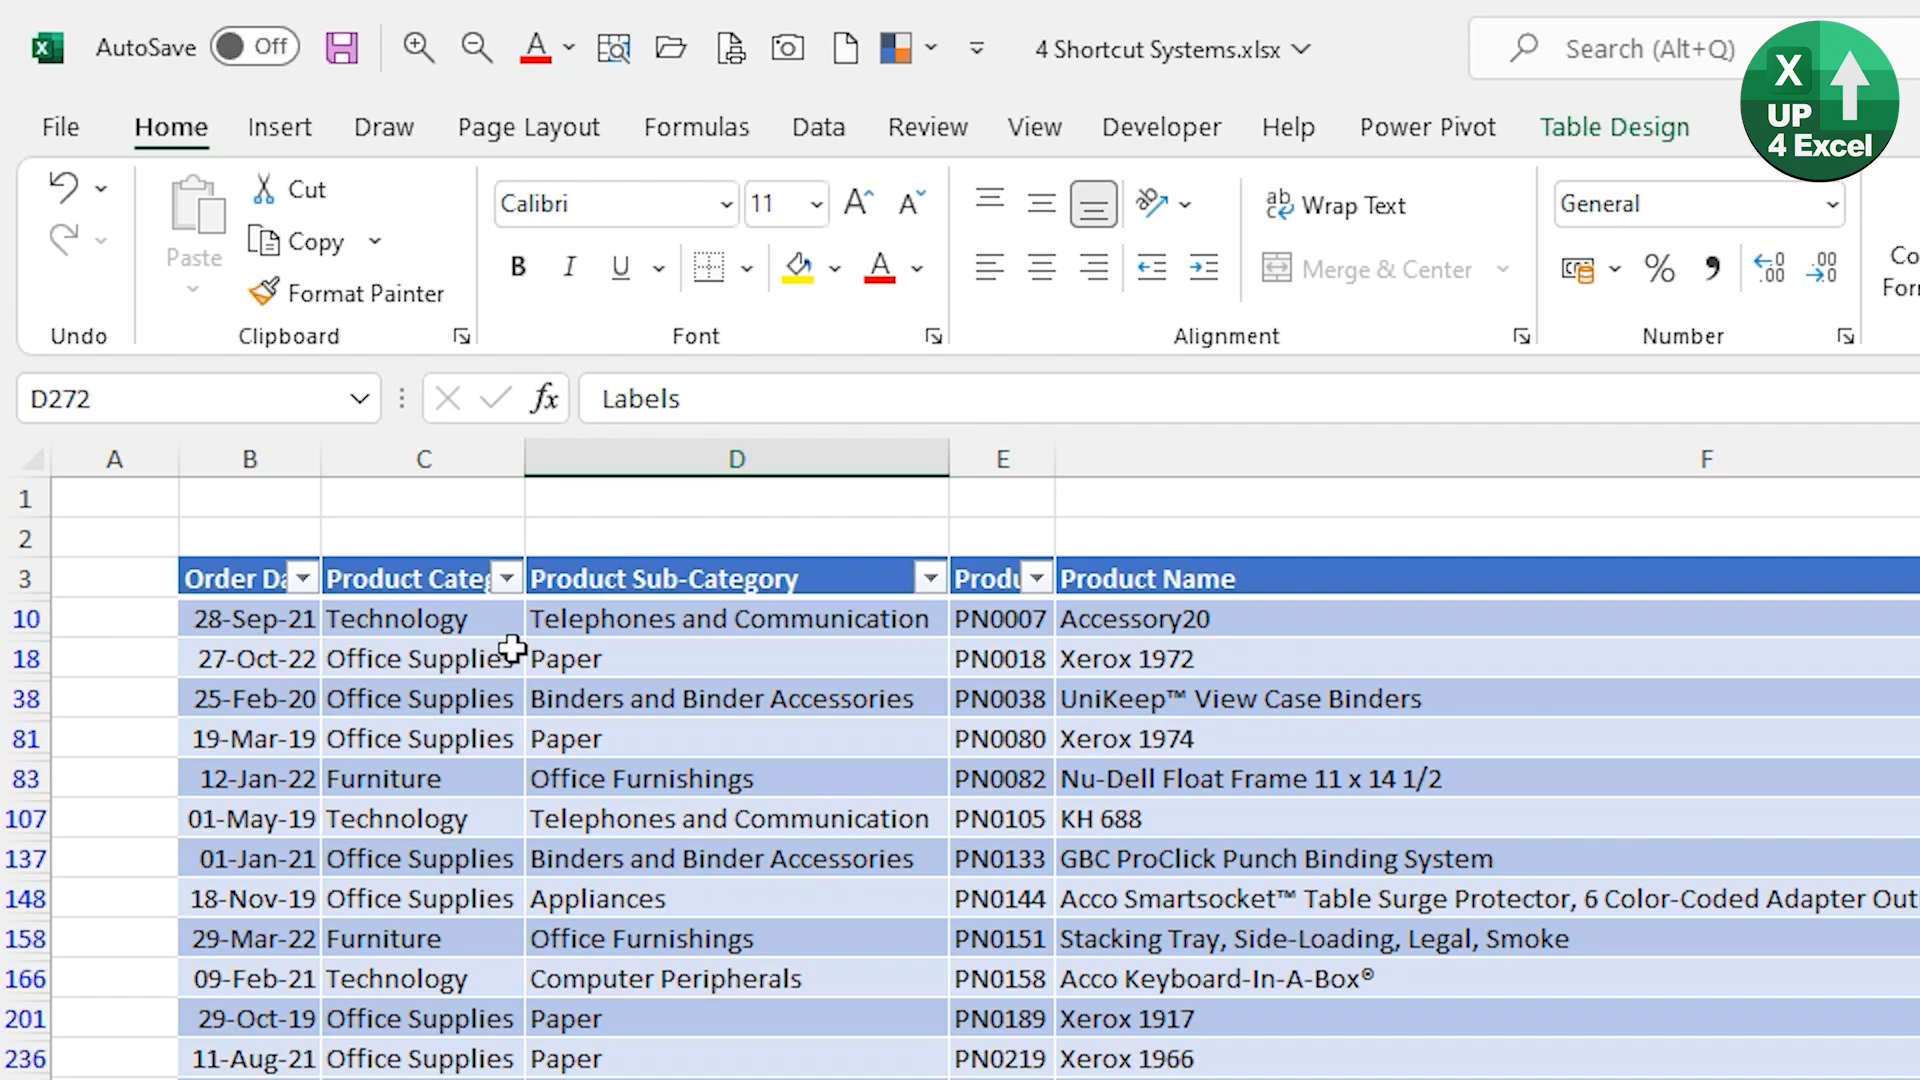 AutoSave Off 4 Shortcut Systems.xlsx Search (Alt+Q)
X UP 4 Excel
File Home Insert Draw Page Layout Formulas Data Review View Developer Help Power Pivot Table Design
Cut
Copy
Format Painter
Paste
Calibri 11
B I U
Wrap Text
Merge & Center
General
Co
For
Undo Clipboard Font Alignment Number
D272 fx Labels
A B C D E F
1
2
3 Order Da Product Categ Product Sub-Category Produ Product Name
10 28-Sep-21 Technology Telephones and Communication PN0007 Accessory20
18 27-Oct-22 Office Supplies Paper PN0018 Xerox 1972
38 25-Feb-20 Office Supplies Binders and Binder Accessories PN0038 UniKeep™ View Case Binders
81 19-Mar-19 Office Supplies Paper PN0080 Xerox 1974
83 12-Jan-22 Furniture Office Furnishings PN0082 Nu-Dell Float Frame 11 x 14 1/2
107 01-May-19 Technology Telephones and Communication PN0105 KH 688
137 01-Jan-21 Office Supplies Binders and Binder Accessories PN0133 GBC ProClick Punch Binding System
148 18-Nov-19 Office Supplies Appliances PN0144 Acco Smartsocket™ Table Surge Protector, 6 Color-Coded Adapter Out
158 29-Mar-22 Furniture Office Furnishings PN0151 Stacking Tray, Side-Loading, Legal, Smoke
166 09-Feb-21 Technology Computer Peripherals PN0158 Acco Keyboard-In-A-Box®
201 29-Oct-19 Office Supplies Paper PN0189 Xerox 1917
236 11-Aug-21 Office Supplies Paper PN0219 Xerox 1966